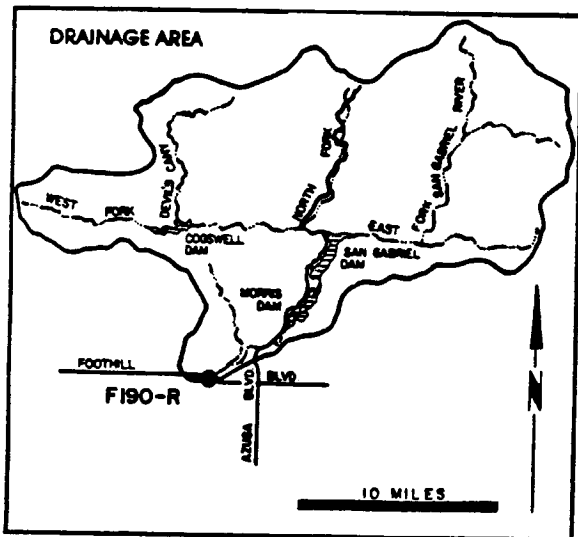 DRAINAGE AREA
DEVILS CANY
NORTH FORK
FORK SAN GABRIEL RIVER
WEST FORK
EAST
COGSWELL
DAM
SAN GABRIEL
DAM
MORRIS
DAM
FOOTHILL
BLVD
F190-R
AZUSA BLVD
N
10 MILES